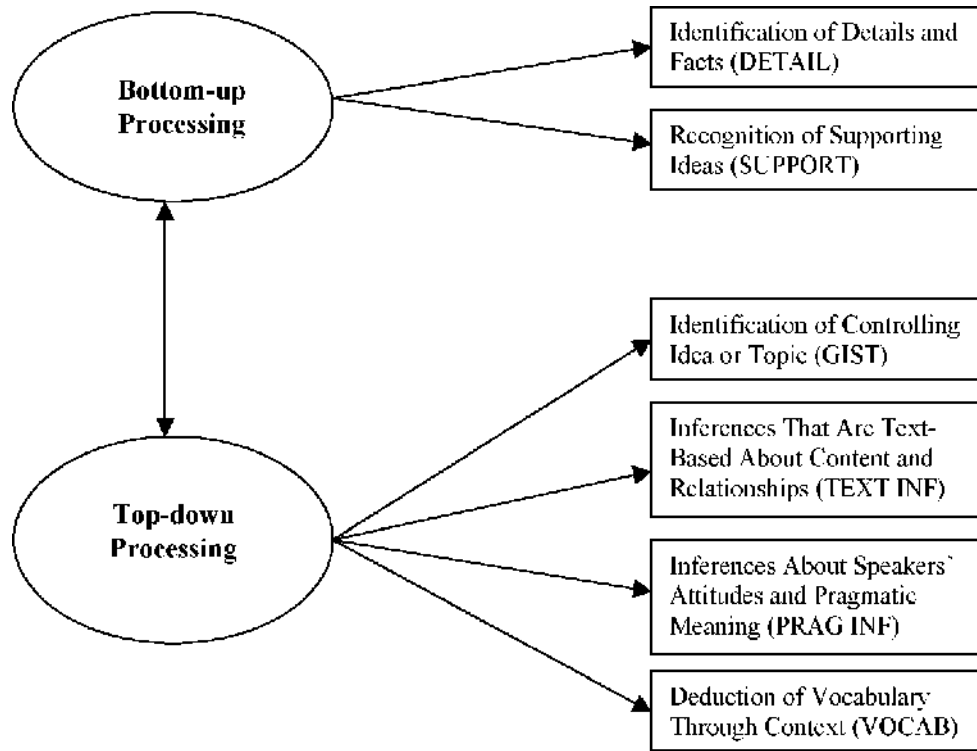 Bottom-up
Processing
Identification of Details and
Facts (DETAIL)
Recognition of Supporting
Ideas (SUPPORT)
Top-down
Processing
Identification of Controlling
Idea or Topic (GIST)
Inferences That Are Text-
Based About Content and
Relationships (TEXT INF)
Inferences About Speakers'
Attitudes and Pragmatic
Meaning (PRAG INF)
Deduction of Vocabulary
Through Context (VOCAB)